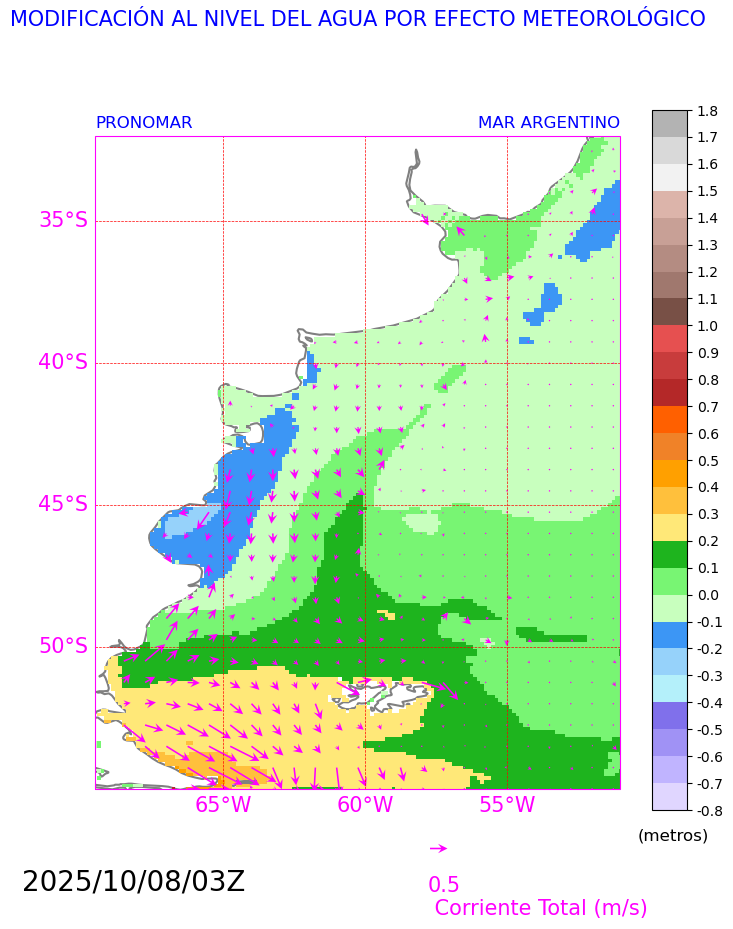 MODIFICACIÓN AL NIVEL DEL AGUA POR EFECTO METEOROLÓGICO
PRONOMAR MAR ARGENTINO
35°S
40°S
45°S
50°S
65°W 60°W 55°W
1.8
1.7
1.6
1.5
1.4
1.3
1.2
1.1
1.0
0.9
0.8
0.7
0.6
0.5
0.4
0.3
0.2
0.1
0.0
-0.1
-0.2
-0.3
-0.4
-0.5
-0.6
-0.7
-0.8
(metros)
2025/10/08/03Z
0.5
Corriente Total (m/s)